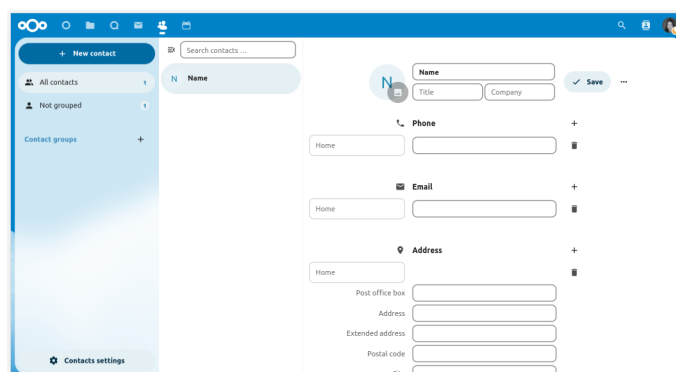 + New contact
All contacts 1
Not grouped 1
Contact groups +
Contacts settings
Search contacts ...
N Name
N
Name
Title Company
Save ...
Phone +
Home
Email +
Home
Address +
Home
Post office box
Address
Extended address
Postal code